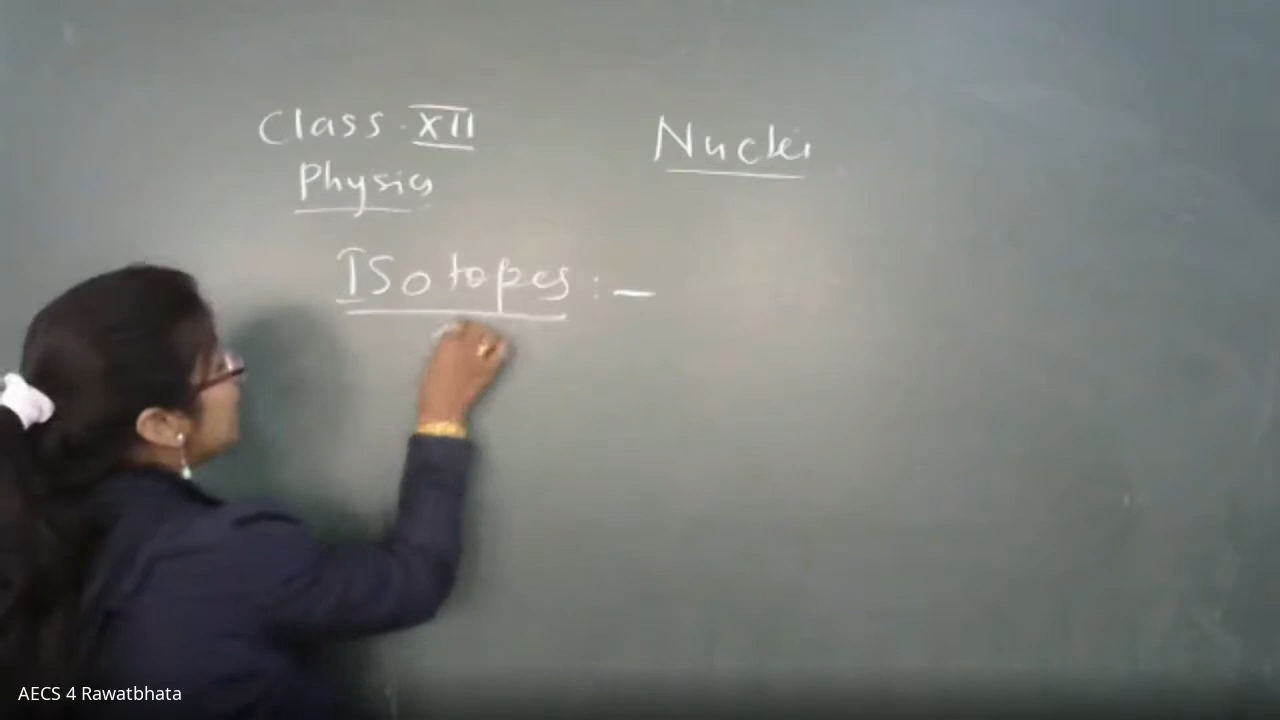 Class. XII
Nuclei
Physics
Isotopes :-
AECS 4 Rawatbhata